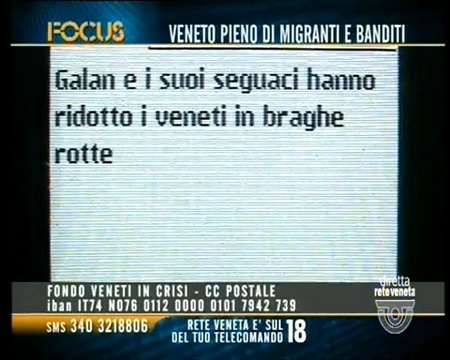 FOCUS
VENETO PIENO DI MIGRANTI E BANDITI
Galan e i suoi seguaci hanno
ridotto i veneti in braghe
rotte
diretta
reteveneta
FONDO VENETI IN CRISI - CC POSTALE
iban IT74 N076 0112 0000 0101 7942 739
SMS 340 3218806
RETE VENETA E' SUL
DEL TUO TELECOMANDO 18